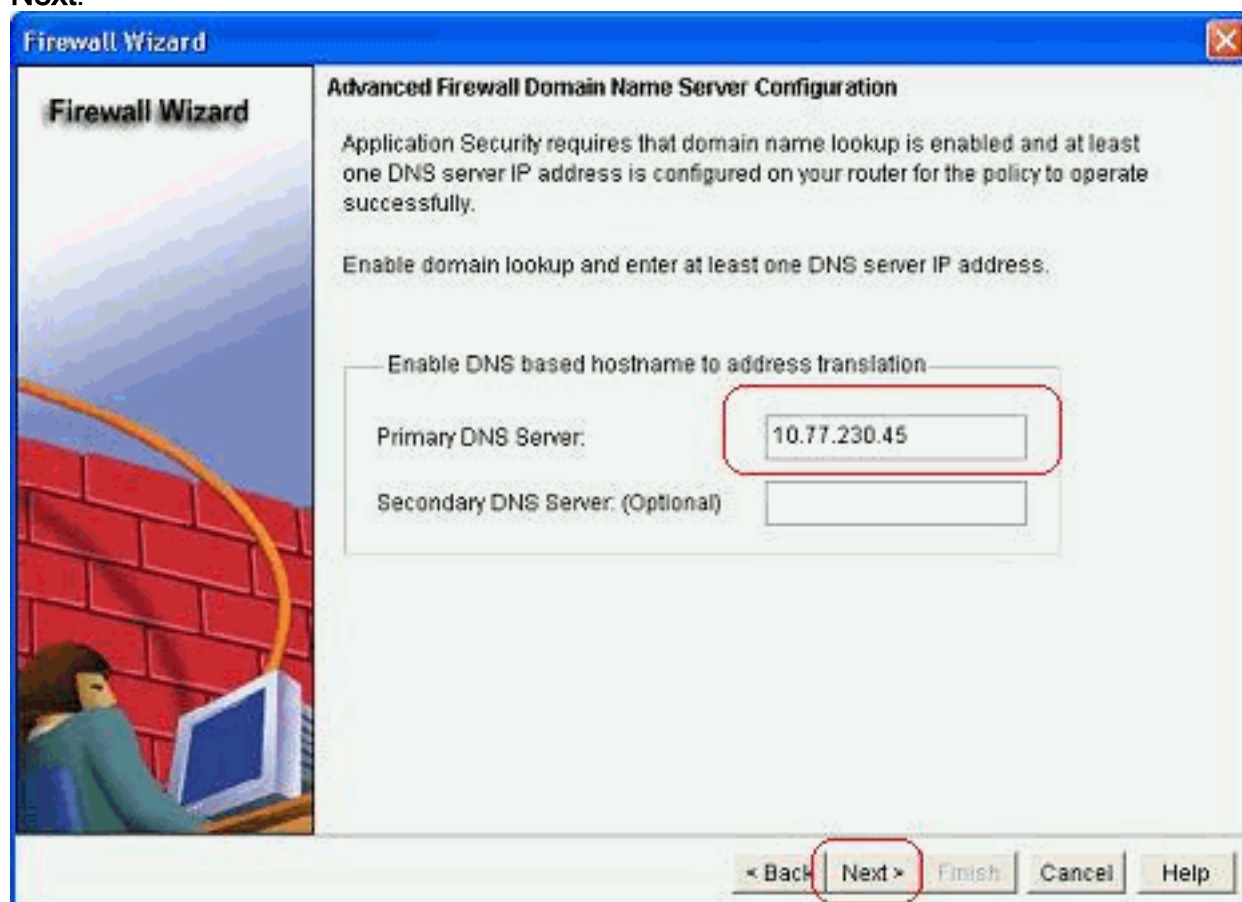 Next.
Firewall Wizard
Firewall Wizard
Advanced Firewall Domain Name Server Configuration
Application Security requires that domain name lookup is enabled and at least
one DNS server IP address is configured on your router for the policy to operate
successfully.
Enable domain lookup and enter at least one DNS server IP address.
Enable DNS based hostname to address translation
Primary DNS Server:
10.77.230.45
Secondary DNS Server: (Optional)
< Back
Next >
Finish
Cancel
Help